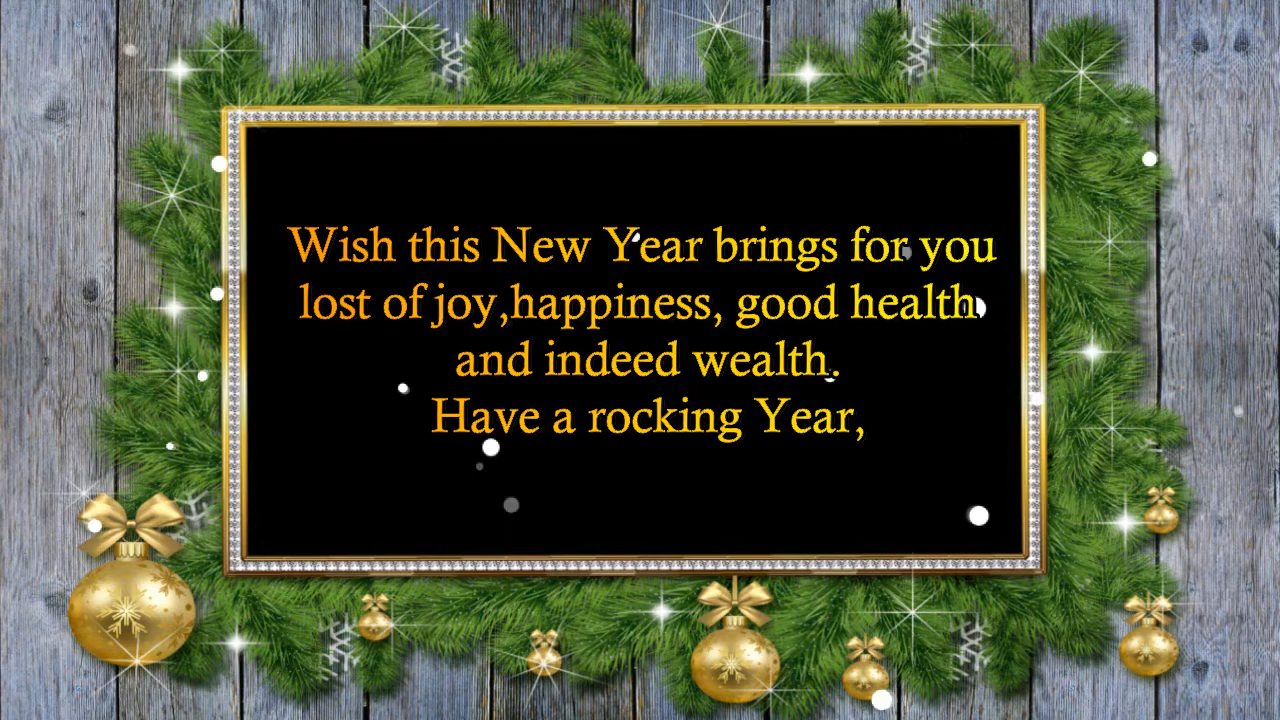 Wish this New Year brings for you
lost of joy,happiness, good health
and indeed wealth.
Have a rocking Year,